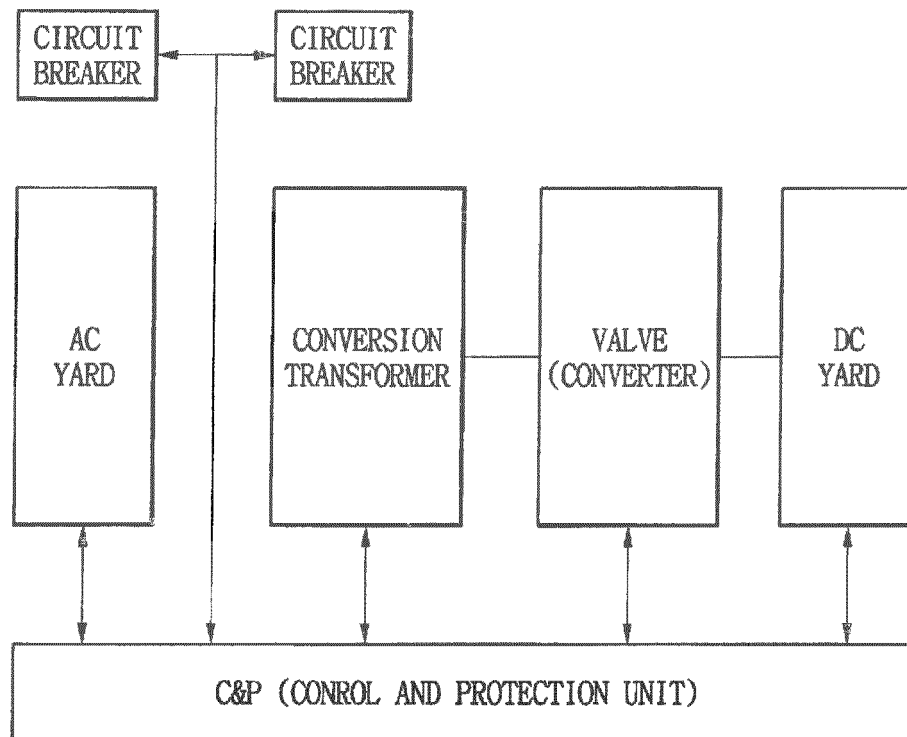 CIRCUIT
BREAKER
CIRCUIT
BREAKER
AC
YARD
CONVERSION
TRANSFORMER
VALVE
(CONVERTER)
DC
YARD
C&P (CONROL AND PROTECTION UNIT)